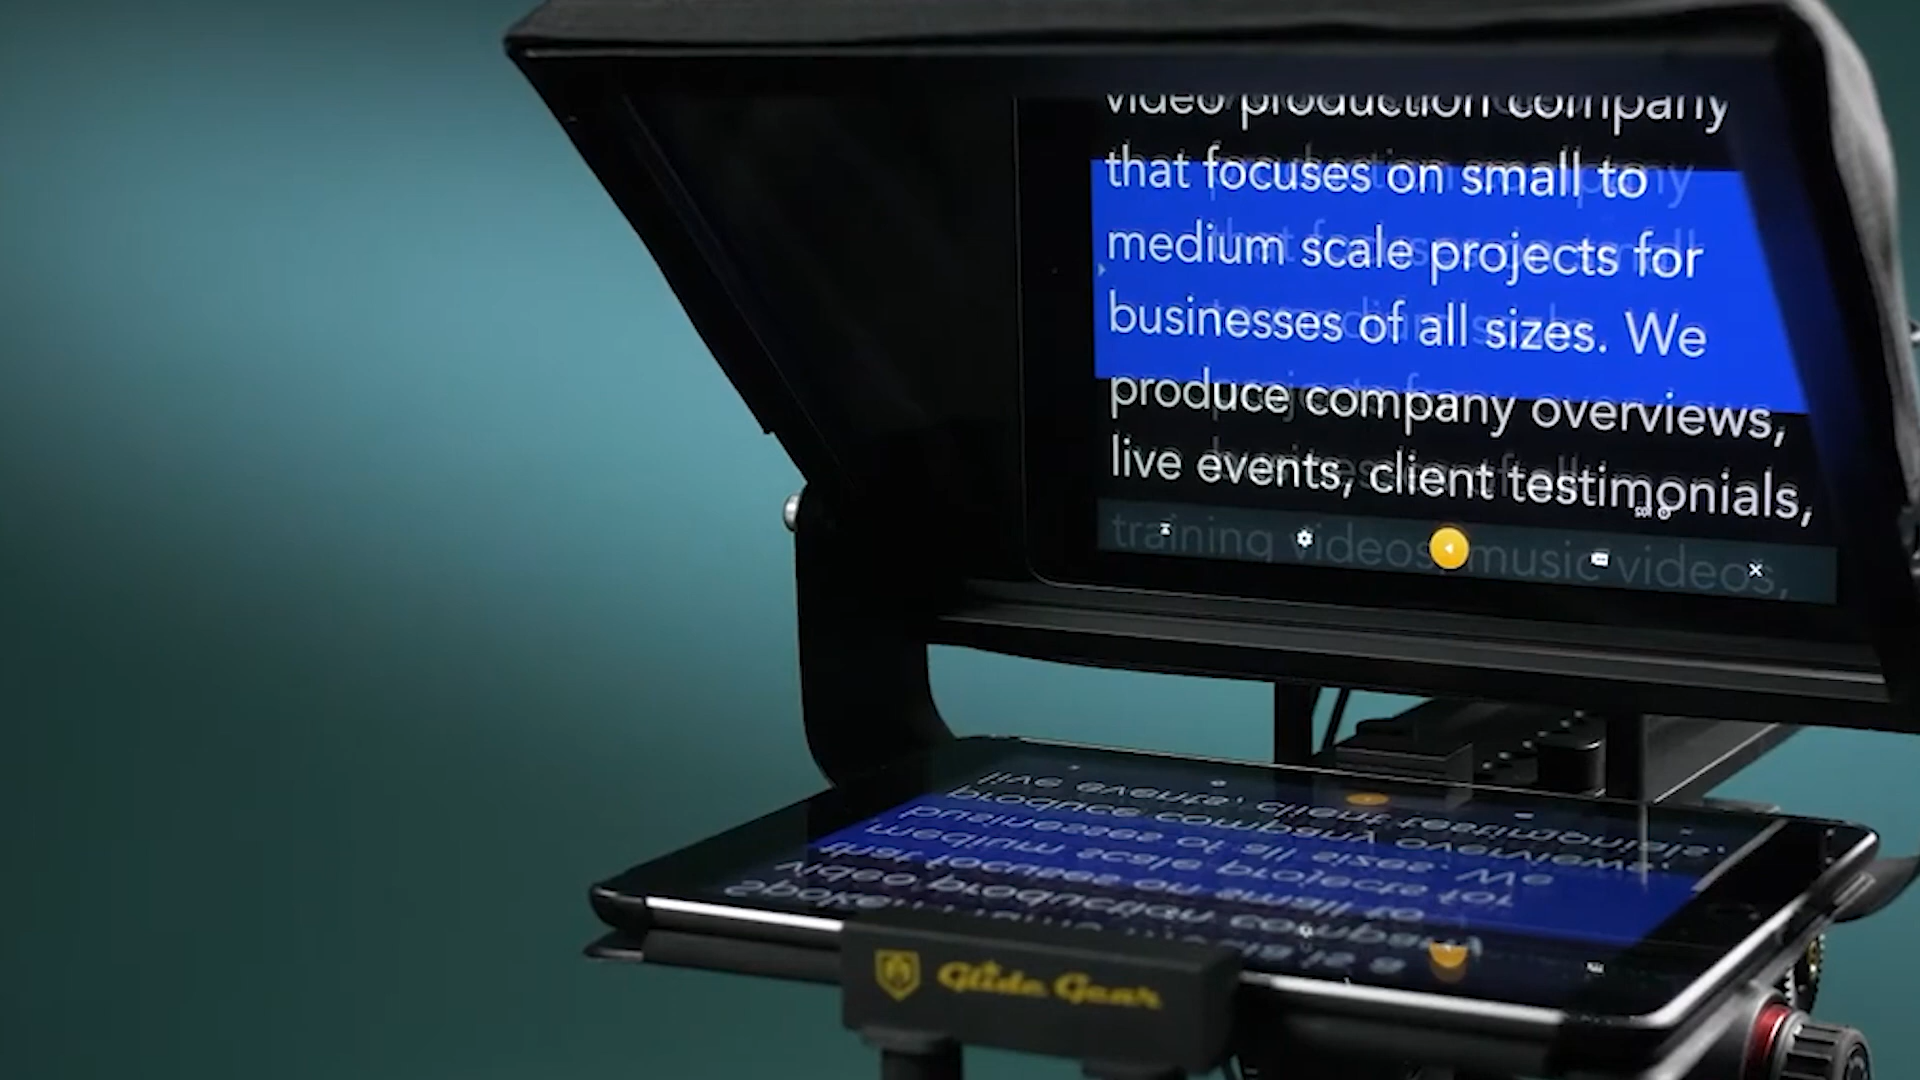 video production company
that focuses on small to
medium scale projects for
businesses of all sizes. We
produce company overviews,
live events, client testimonials,
training videos, music videos,
Glide Gear